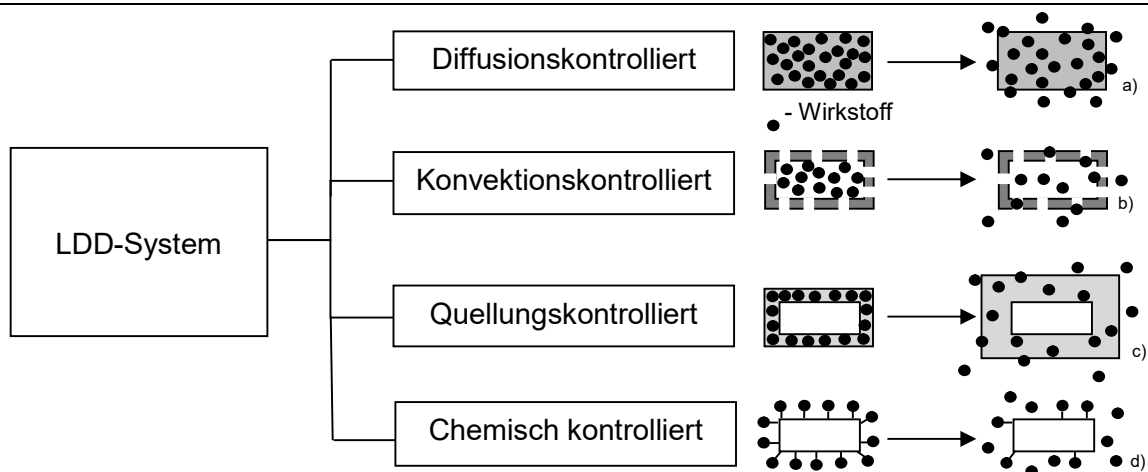 Diffusionskontrolliert
a)
- Wirkstoff
LDD-System
Konvektionskontrolliert
b)
Quellungskontrolliert
c)
Chemisch kontrolliert
d)